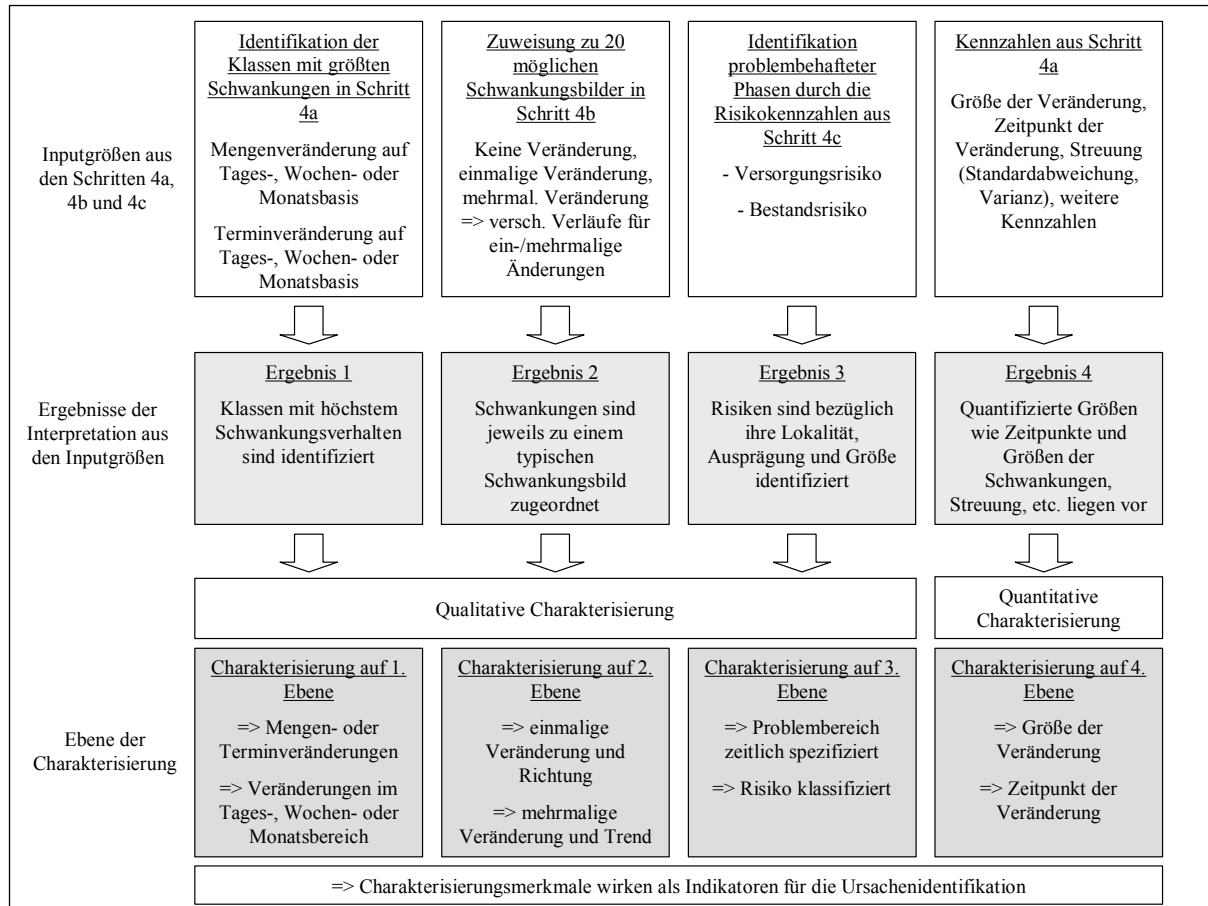 Inputgrößen aus
den Schritten 4a,
4b und 4c
Identifikation der
Klassen mit größten
Schwankungen in Schritt
4a
Mengenveränderung auf
Tages-, Wochen- oder
Monatsbasis
Terminveränderung auf
Tages-, Wochen- oder
Monatsbasis
Zuweisung zu 20
möglichen
Schwankungsbilder in
Schritt 4b
Keine Veränderung,
einmalige Veränderung,
mehrmal. Veränderung
=> versch. Verläufe für
ein-/mehrmalige
Änderungen
Identifikation
problembehafteter
Phasen durch die
Risikokennzahlen aus
Schritt 4c
- Versorgungsrisiko
- Bestandsrisiko
Kennzahlen aus Schritt
4a
Größe der Veränderung,
Zeitpunkt der
Veränderung, Streuung
(Standardabweichung,
Varianz), weitere
Kennzahlen
Ergebnisse der
Interpretation aus
den Inputgrößen
Ergebnis 1
Klassen mit höchstem
Schwankungsverhalten
sind identifiziert
Ergebnis 2
Schwankungen sind
jeweils zu einem
typischen
Schwankungsbild
zugeordnet
Ergebnis 3
Risiken sind bezüglich
ihre Lokalität,
Ausprägung und Größe
identifiziert
Ergebnis 4
Quantifizierte Größen
wie Zeitpunkte und
Größen der
Schwankungen,
Streuung, etc. liegen vor
Qualitative Charakterisierung
Quantitative
Charakterisierung
Ebene der
Charakterisierung
Charakterisierung auf 1.
Ebene
=> Mengen- oder
Terminveränderungen
=> Veränderungen im
Tages-, Wochen- oder
Monatsbereich
Charakterisierung auf 2.
Ebene
=> einmalige
Veränderung und
Richtung
=> mehrmalige
Veränderung und Trend
Charakterisierung auf 3.
Ebene
=> Problembereich
zeitlich spezifiziert
=> Risiko klassifiziert
Charakterisierung auf 4.
Ebene
=> Größe der
Veränderung
=> Zeitpunkt der
Veränderung
=> Charakterisierungsmerkmale wirken als Indikatoren für die Ursachenidentifikation